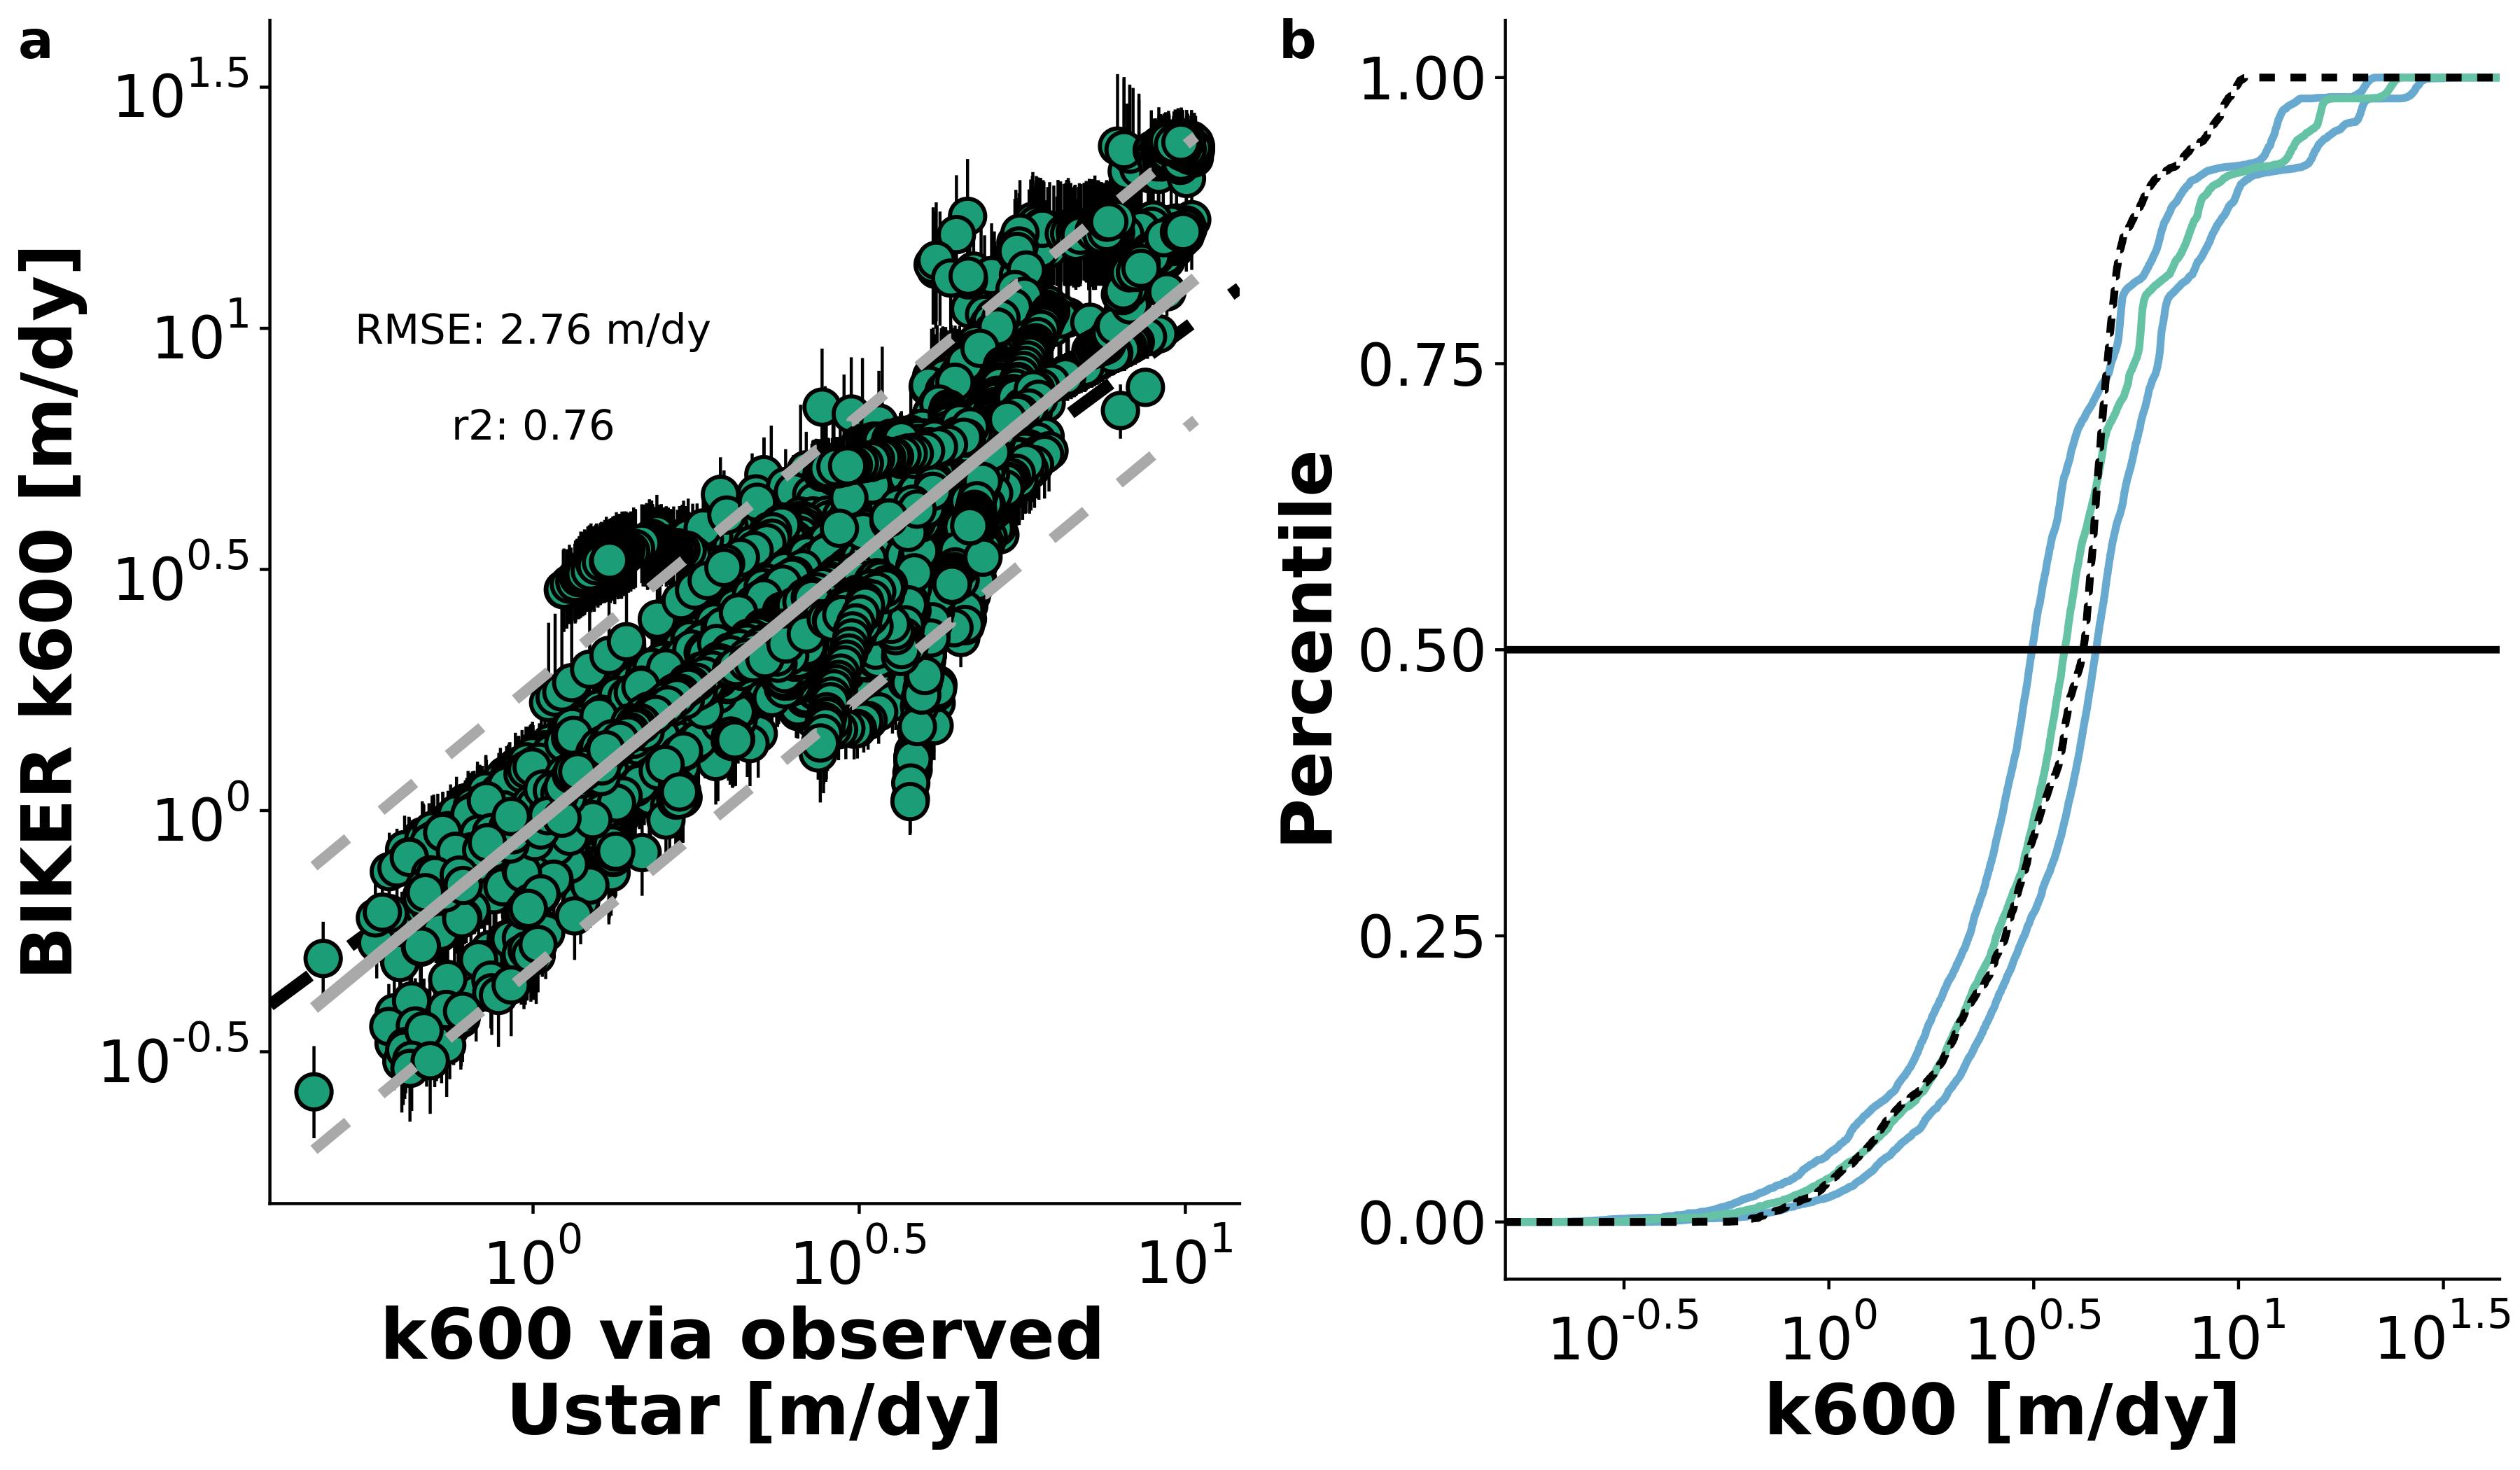 a
BIKER k600 [m/dy]
10^1.5
10^1
10^0.5
10^0
10^-0.5
RMSE: 2.76 m/dy
r2: 0.76
10^0
10^0.5
10^1
k600 via observed
Ustar [m/dy]
b
Percentile
1.00
0.75
0.50
0.25
0.00
10^-0.5
10^0
10^0.5
10^1
10^1.5
k600 [m/dy]